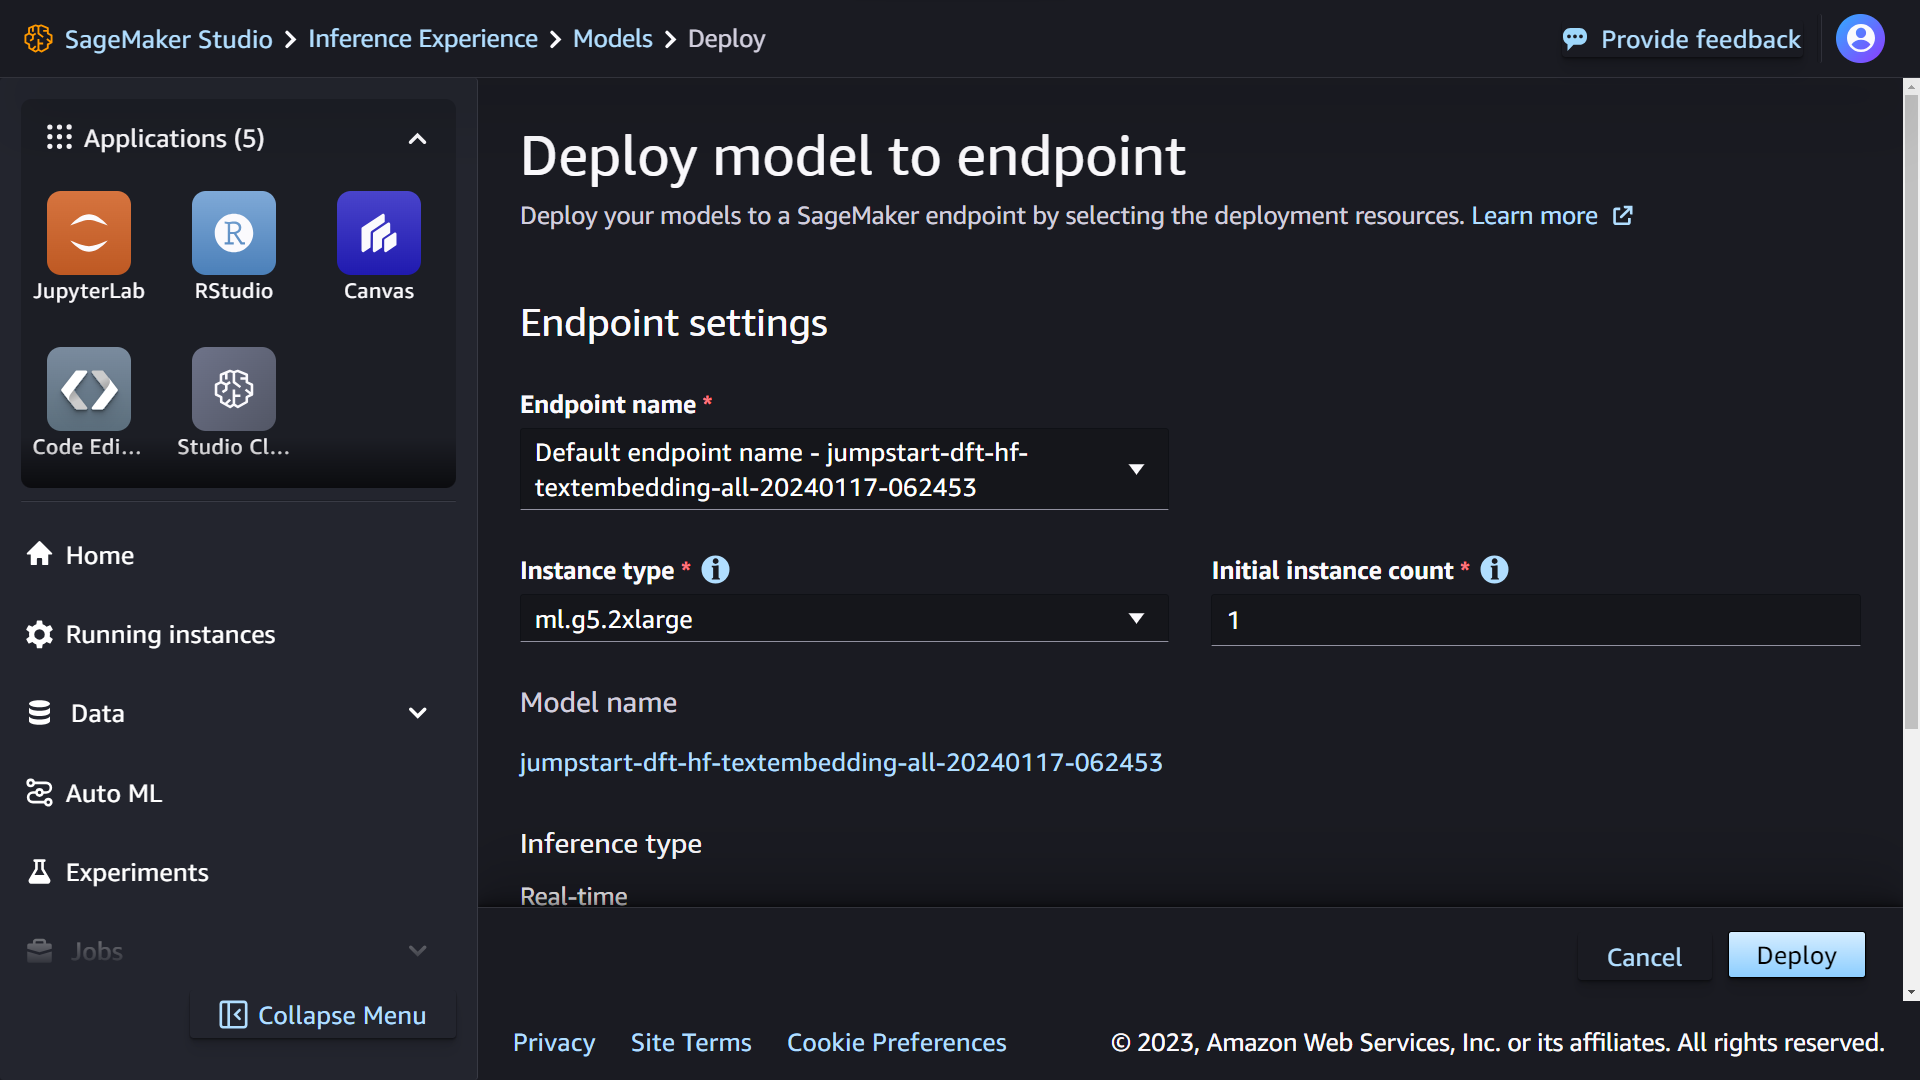 SageMaker Studio
Inference Experience
Models
Deploy
Provide feedback
Applications (5)
JupyterLab
RStudio
Canvas
Code Edi...
Studio Cl...
Home
Running instances
Data
Auto ML
Experiments
Jobs
Collapse Menu
Deploy model to endpoint
Deploy your models to a SageMaker endpoint by selecting the deployment resources. Learn more
Endpoint settings
Endpoint name *
Default endpoint name - jumpstart-dft-hf-
textembedding-all-20240117-062453
Instance type *
ml.g5.2xlarge
Initial instance count *
1
Model name
jumpstart-dft-hf-textembedding-all-20240117-062453
Inference type
Real-time
Cancel
Deploy
Privacy
Site Terms
Cookie Preferences
© 2023, Amazon Web Services, Inc. or its affiliates. All rights reserved.